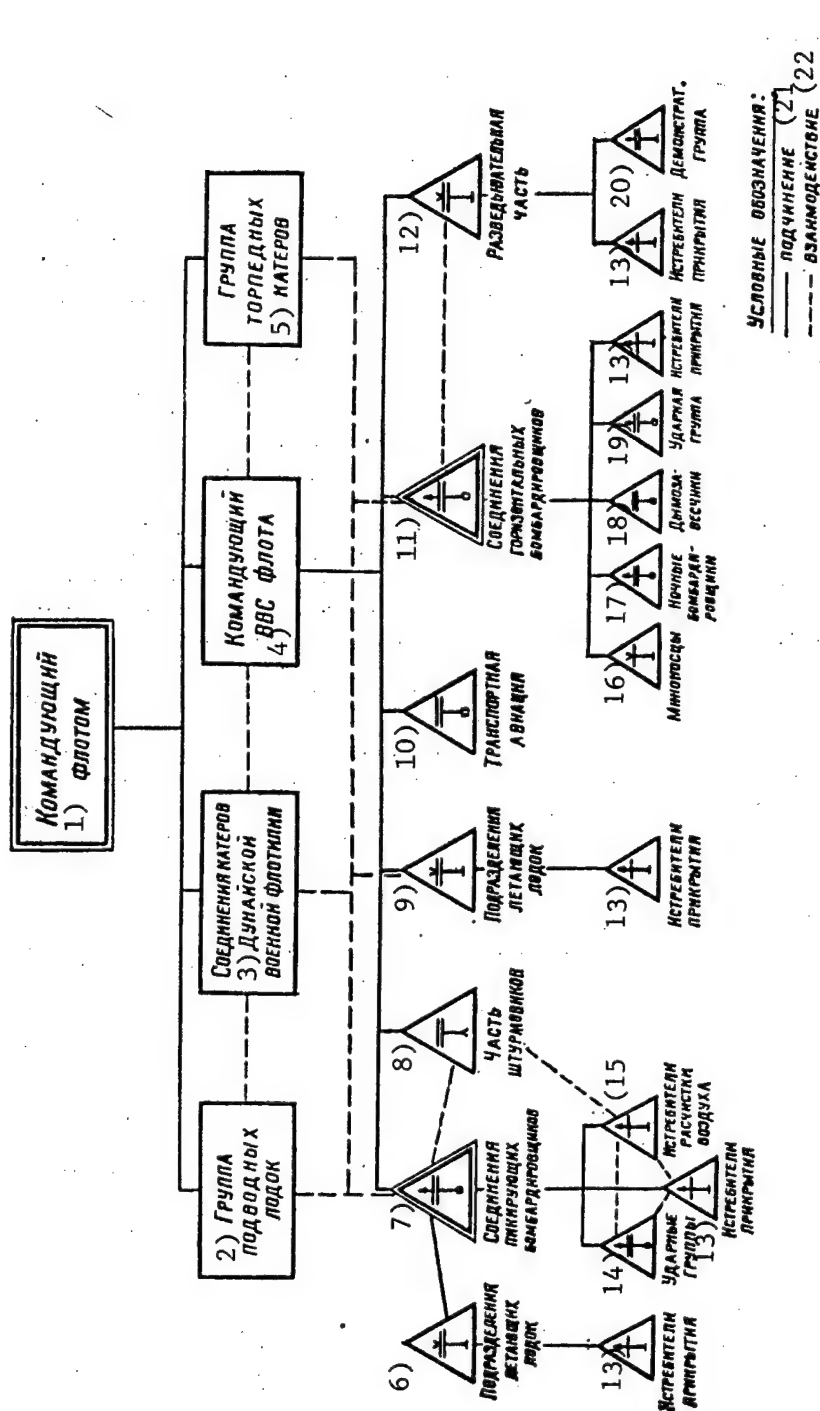 КОМАНДУЮЩИЙ
1) ФЛОТОМ
2) ГРУППА
ПОДВОДНЫХ
ЛОДОК
СОЕДИНЕНИЯ КАТЕРОВ
3) ДУНАЙСКОЙ
ВОЕННОЙ ФЛОТИЛИИ
КОМАНДУЮЩИЙ
ВВС ФЛОТА
4)
ГРУППА
ТОРПЕДНЫХ
5) КАТЕРОВ
6)
ПОДРАЗДЕЛЕНИЯ
ЛЕТАЮЩИХ
ЛОДОК
7)
СОЕДИНЕНИЯ
ПИКИРУЮЩИХ
БОМБАРДИРОВЩИКОВ
8)
ЧАСТЬ
ШТУРМОВИКОВ
9)
ПОДРАЗДЕЛЕНИЯ
ЛЕТАЮЩИХ
ЛОДОК
10)
ТРАНСПОРТНАЯ
АВИАЦИЯ
11)
СОЕДИНЕНИЯ
ГОРИЗОНТАЛЬНЫХ
БОМБАРДИРОВЩИКОВ
12)
РАЗВЕДЫВАТЕЛЬНАЯ
ЧАСТЬ
13)
ИСТРЕБИТЕЛИ
ПРИКРЫТИЯ
14)
УДАРНЫЕ
ГРУППЫ
(15
ИСТРЕБИТЕЛИ
РАСЧИСТКИ
ВОЗДУХА
13)
ИСТРЕБИТЕЛИ
ПРИКРЫТИЯ
13)
ИСТРЕБИТЕЛИ
ПРИКРЫТИЯ
16)
МИНОНОСЦЫ
17)
НОЧНЫЕ
БОМБАРДИ-
РОВЩИКИ
18)
ДЫМОЗА-
ВЕСЧИКИ
19)
УДАРНАЯ
ГРУППА
13)
ИСТРЕБИТЕЛИ
ПРИКРЫТИЯ
13)
ИСТРЕБИТЕЛИ
ПРИКРЫТИЯ
20)
ДЕМОНСТРАТ.
ГРУППА
УСЛОВНЫЕ ОБОЗНАЧЕНИЯ:
ПОДЧИНЕНИЕ (21
ВЗАИМОДЕЙСТВИЕ (22